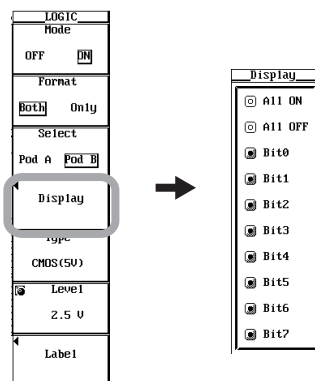 LOGIC
Mode
OFF ON
Format
Both Only
Select
Pod A Pod B
Display
Type
CMOS(5V)
Level
2.5 V
Label
Display
All ON
All OFF
Bit0
Bit1
Bit2
Bit3
Bit4
Bit5
Bit6
Bit7